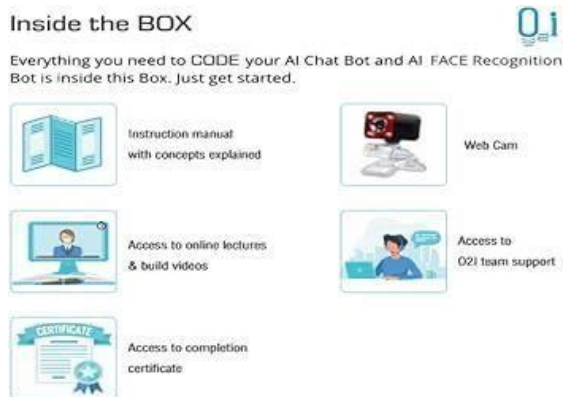 Inside the BOX
O2i
Everything you need to CODE your AI Chat Bot and AI FACE Recognition
Bot is inside this Box. Just get started.
Instruction manual
with concepts explained
Web Cam
Access to online lectures
& build videos
Access to
O2I team support
CERTIFICATE
Access to completion
certificate